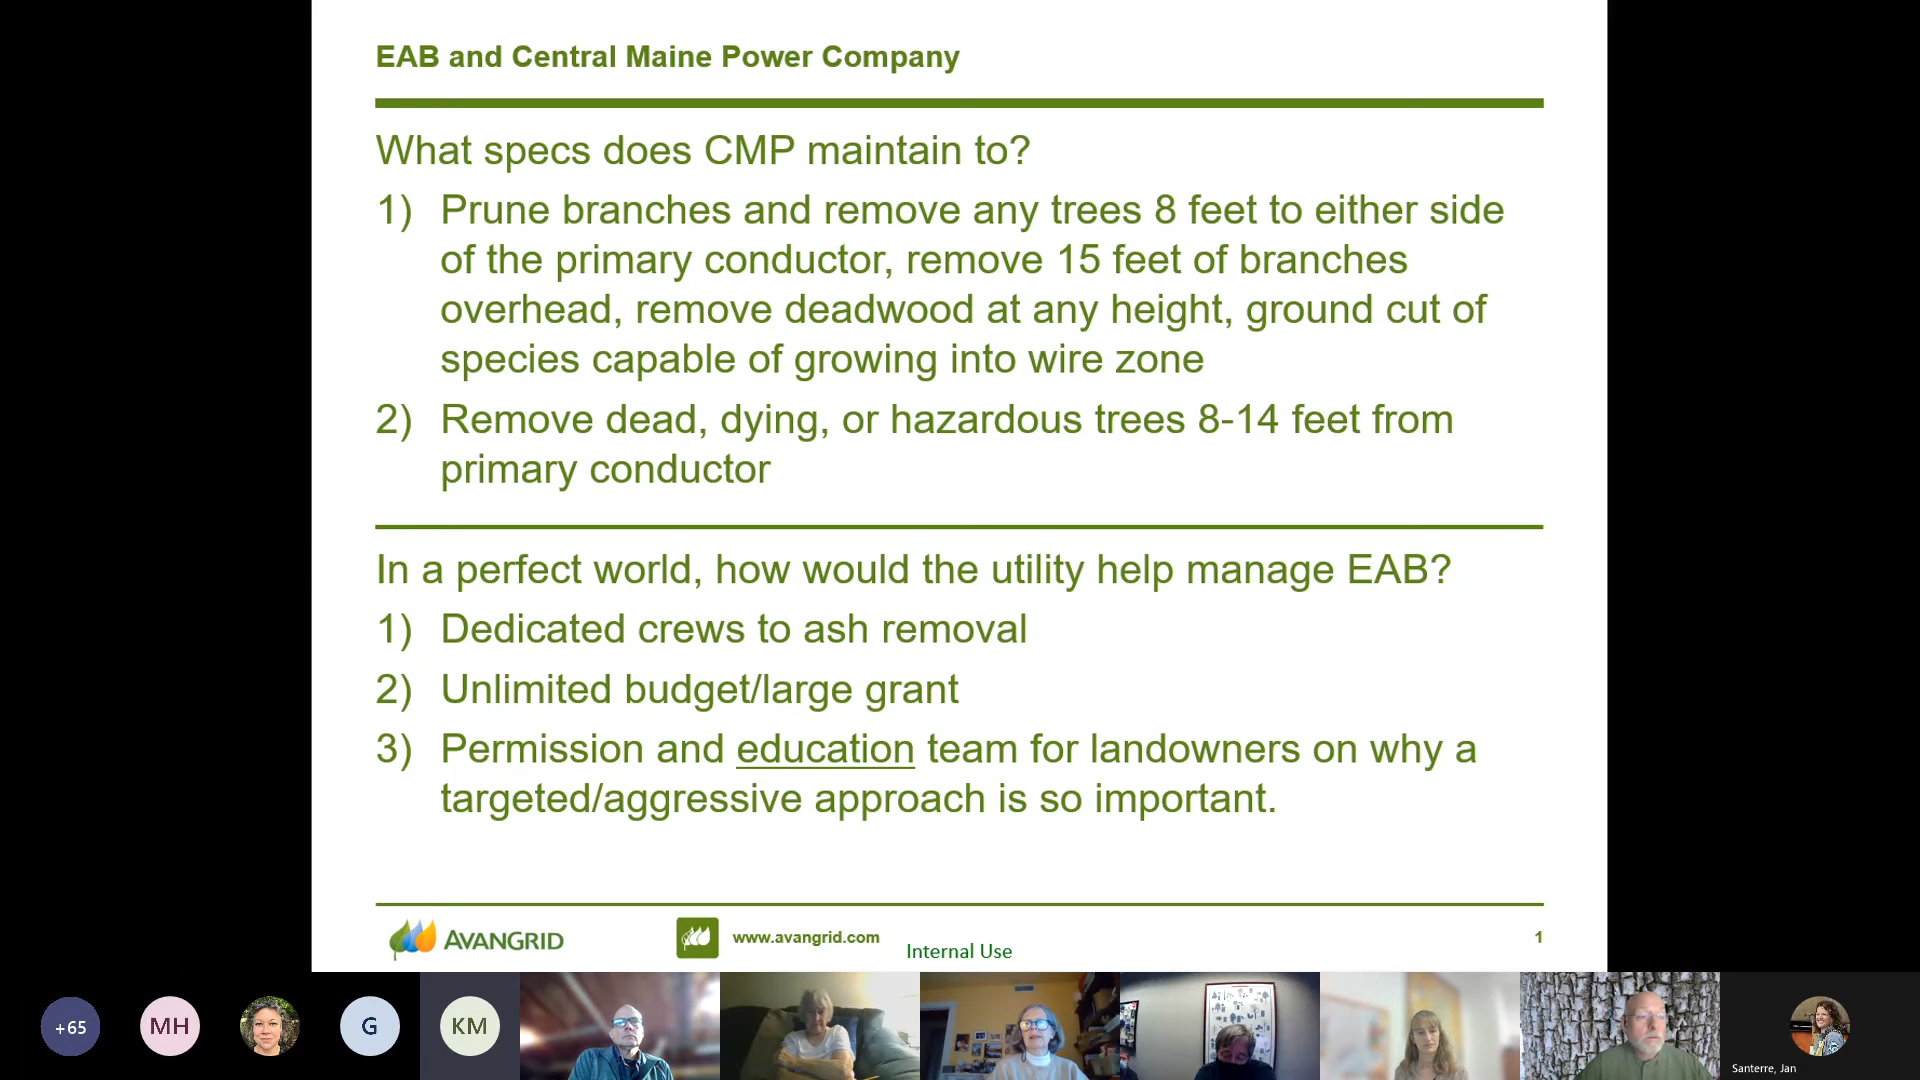 EAB and Central Maine Power Company
What specs does CMP maintain to?
1) Prune branches and remove any trees 8 feet to either side
of the primary conductor, remove 15 feet of branches
overhead, remove deadwood at any height, ground cut of
species capable of growing into wire zone
2) Remove dead, dying, or hazardous trees 8-14 feet from
primary conductor
In a perfect world, how would the utility help manage EAB?
1) Dedicated crews to ash removal
2) Unlimited budget/large grant
3) Permission and education team for landowners on why a
targeted/aggressive approach is so important.
AVANGRID
www.avangrid.com
Internal Use
1
+65
MH
G
KM
Santerre, Jan